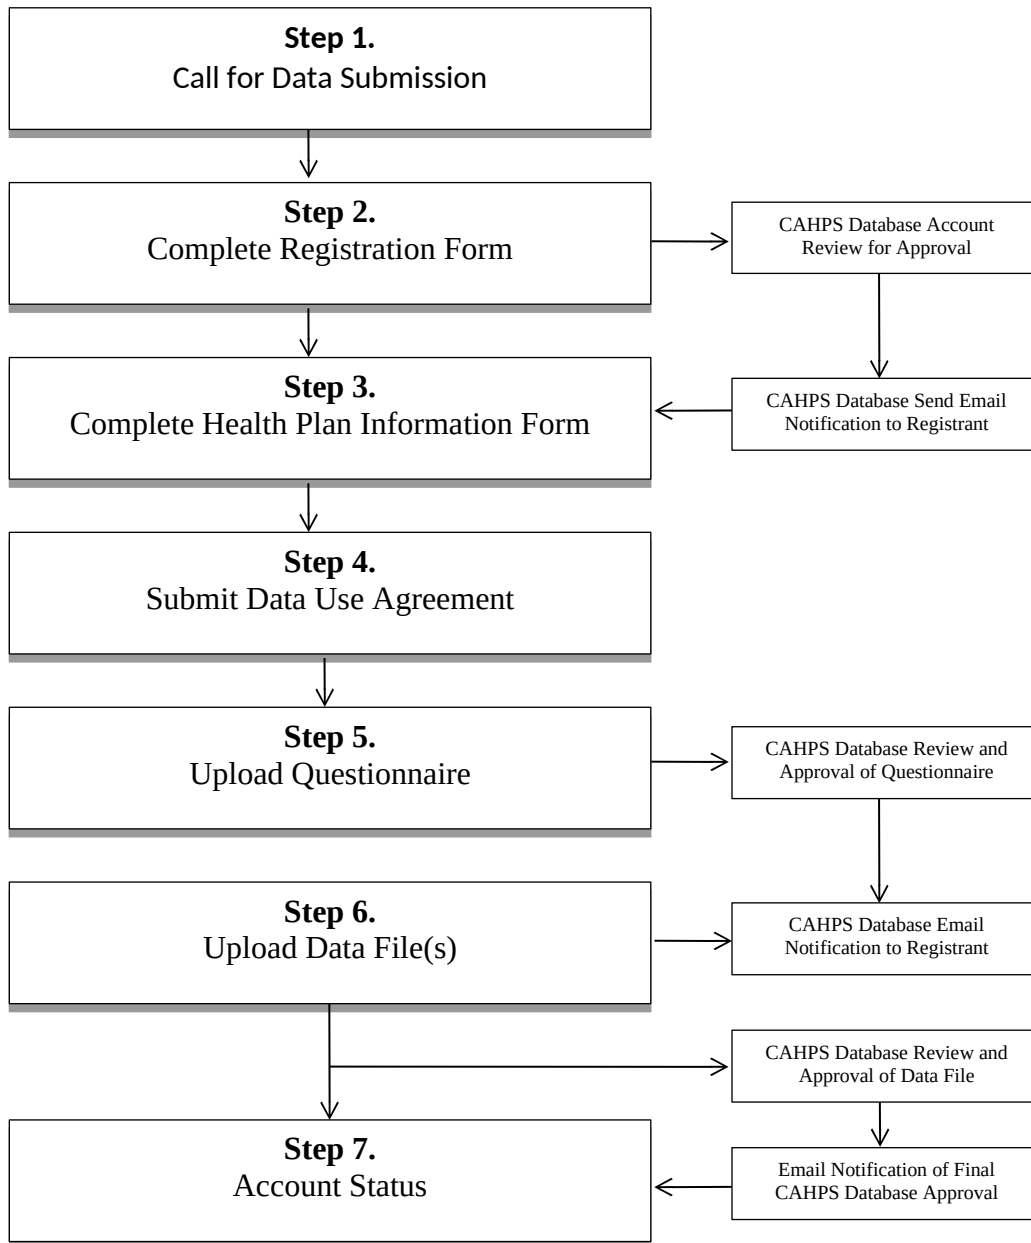 Step 1.
Call for Data Submission
Step 2.
Complete Registration Form
CAHPS Database Account
Review for Approval
Step 3.
Complete Health Plan Information Form
CAHPS Database Send Email
Notification to Registrant
Step 4.
Submit Data Use Agreement
Step 5.
Upload Questionnaire
CAHPS Database Review and
Approval of Questionnaire
Step 6.
Upload Data File(s)
CAHPS Database Email
Notification to Registrant
CAHPS Database Review and
Approval of Data File
Step 7.
Account Status
Email Notification of Final
CAHPS Database Approval